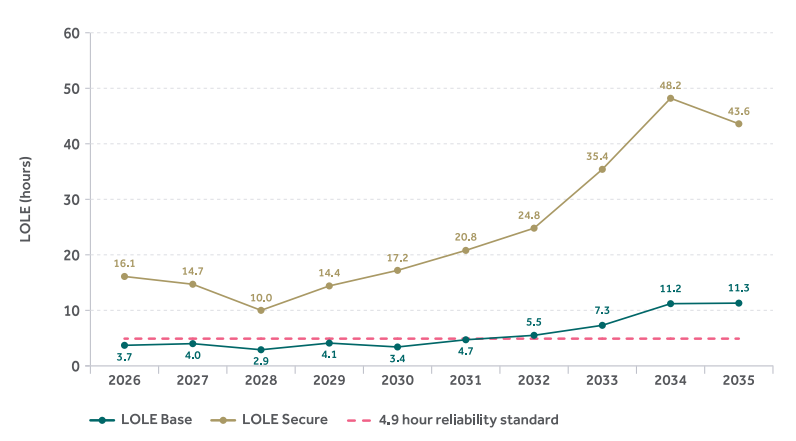 60
50
40
30
20
10
0
LOLE (hours)
16.1 14.7 10.0 14.4 17.2 20.8 24.8 35.4 48.2 43.6
3.7 4.0 2.9 4.1 3.4 4.7 5.5 7.3 11.2 11.3
2026 2027 2028 2029 2030 2031 2032 2033 2034 2035
LOLE Base LOLE Secure 4.9 hour reliability standard